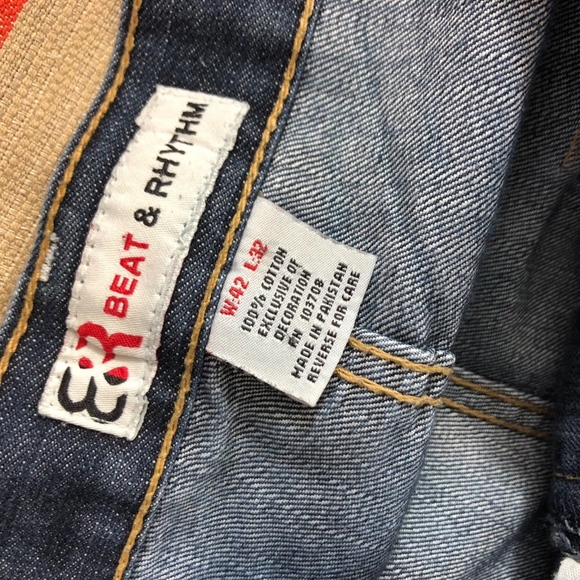 BEAT & RHYTHM
W:42 L:32
100% COTTON
EXCLUSIVE OF
DECORATION
RN 103708
MADE IN PAKISTAN
REVERSE FOR CARE